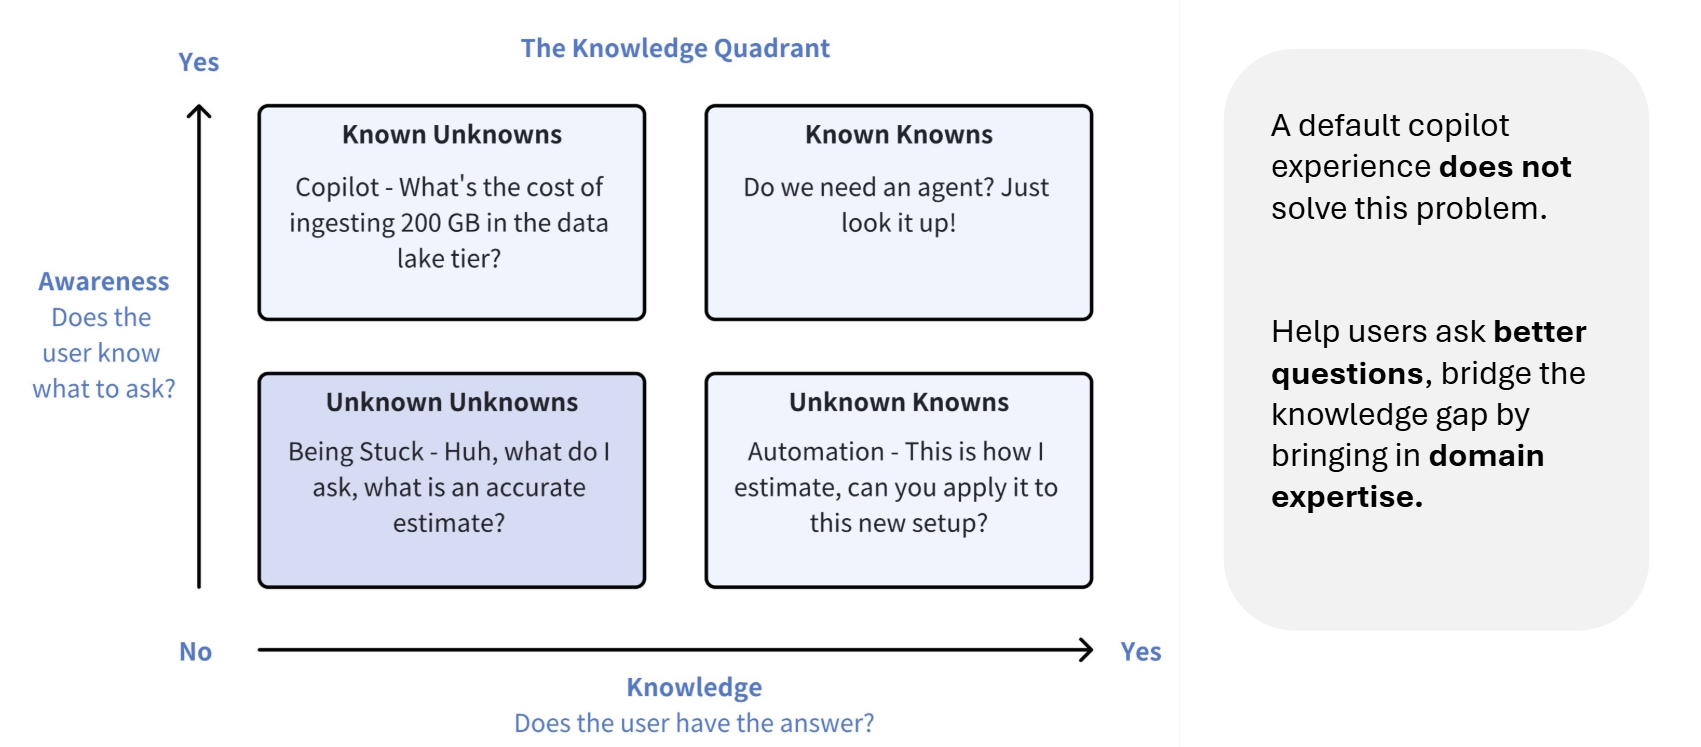 The Knowledge Quadrant
Yes
Known Unknowns
Copilot - What's the cost of
ingesting 200 GB in the data
lake tier?
Known Knowns
Do we need an agent? Just
look it up!
Awareness
Does the
user know
what to ask?
Unknown Unknowns
Being Stuck - Huh, what do I
ask, what is an accurate
estimate?
Unknown Knowns
Automation - This is how I
estimate, can you apply it to
this new setup?
No
Yes
Knowledge
Does the user have the answer?
A default copilot
experience does not
solve this problem.
Help users ask better
questions, bridge the
knowledge gap by
bringing in domain
expertise.